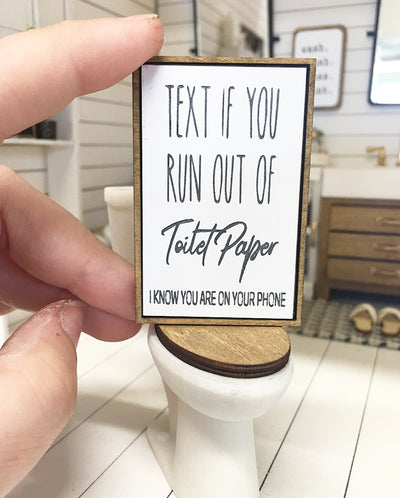 TEXT IF YOU
RUN OUT OF
Toilet Paper
I KNOW YOU ARE ON YOUR PHONE